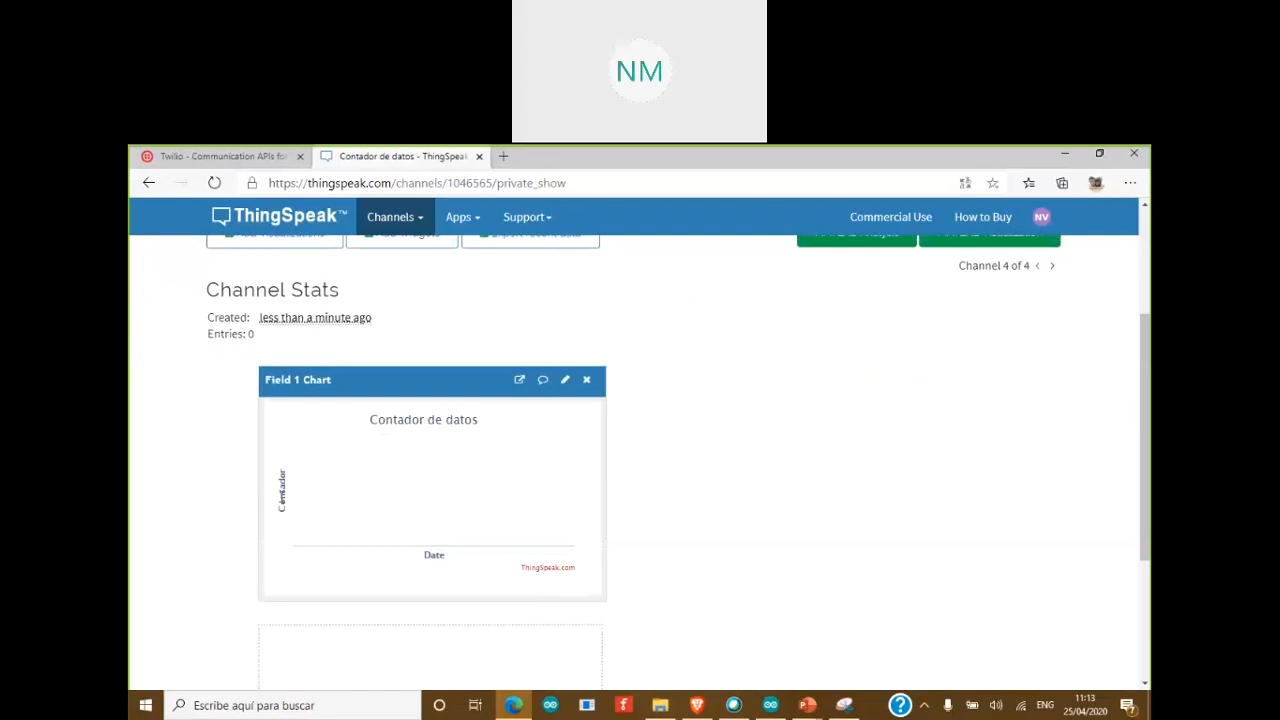 NM
Twilio - Communication APIs for
Contador de datos - ThingSpeak
https://thingspeak.com/channels/1046565/private_show
ThingSpeak™
Channels
Apps
Support
Commercial Use
How to Buy
NV
Channel 4 of 4
Channel Stats
Created: less than a minute ago
Entries: 0
Field 1 Chart
Contador de datos
Contador
Date
ThingSpeak.com
Escribe aquí para buscar
ENG
11:13
25/04/2020